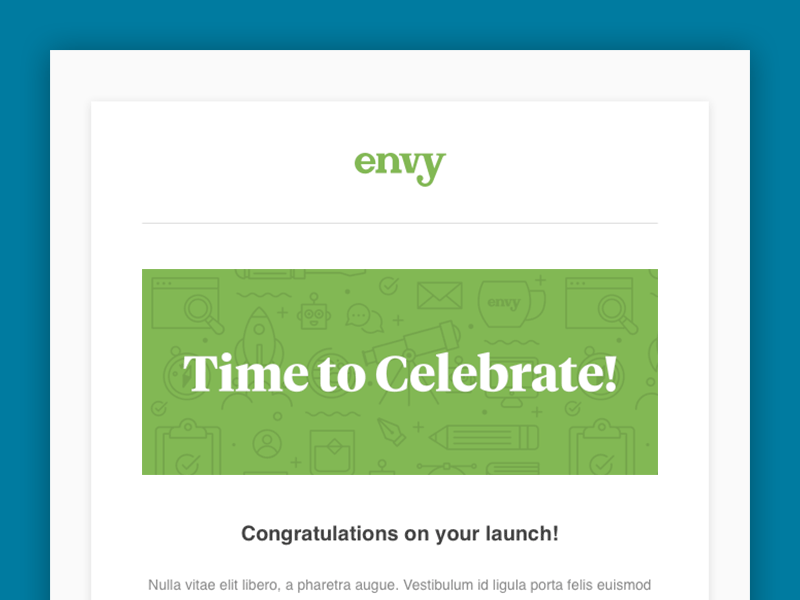 envy
envy
Time to Celebrate!
Congratulations on your launch!
Nulla vitae elit libero, a pharetra augue. Vestibulum id ligula porta felis euismod